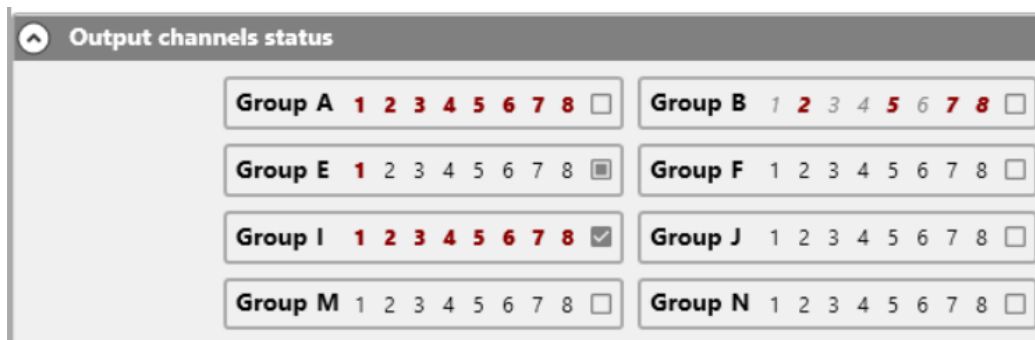 Output channels status
Group A 1 2 3 4 5 6 7 8
Group B 1 2 3 4 5 6 7 8
Group E 1 2 3 4 5 6 7 8
Group F 1 2 3 4 5 6 7 8
Group I 1 2 3 4 5 6 7 8
Group J 1 2 3 4 5 6 7 8
Group M 1 2 3 4 5 6 7 8
Group N 1 2 3 4 5 6 7 8